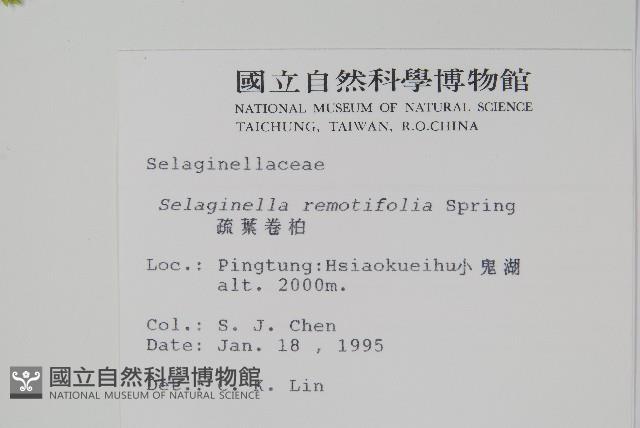 國立自然科學博物館
NATIONAL MUSEUM OF NATURAL SCIENCE
TAICHUNG, TAIWAN, R.O.CHINA
Selaginellaceae
Selaginella remotifolia Spring
疏葉卷柏
Loc.: Pingtung:Hsiaokueihu小鬼湖
alt. 2000m.
Col.: S. J. Chen
Date: Jan. 18 , 1995
Det.: C. K. Lin
國立自然科學博物館
NATIONAL MUSEUM OF NATURAL SCIENCE